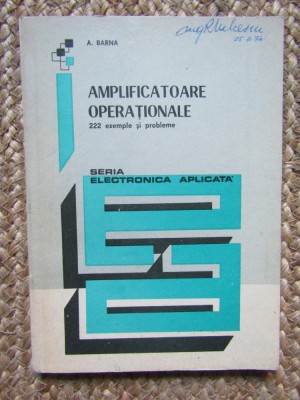 A. BARNA
AMPLIFICATOARE
OPERAȚIONALE
222 exemple și probleme
SERIA
ELECTRONICA APLICATĂ